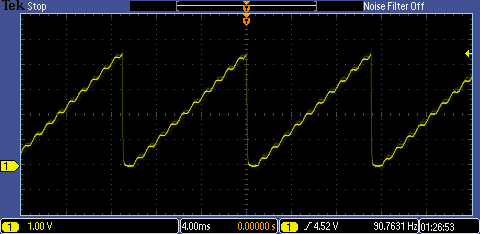 Tek Stop Noise Filter Off
T
T
1
1 1.00 V 4.00ms 0.00000 s 1 4.52 V 90.7631 Hz 01:26:53